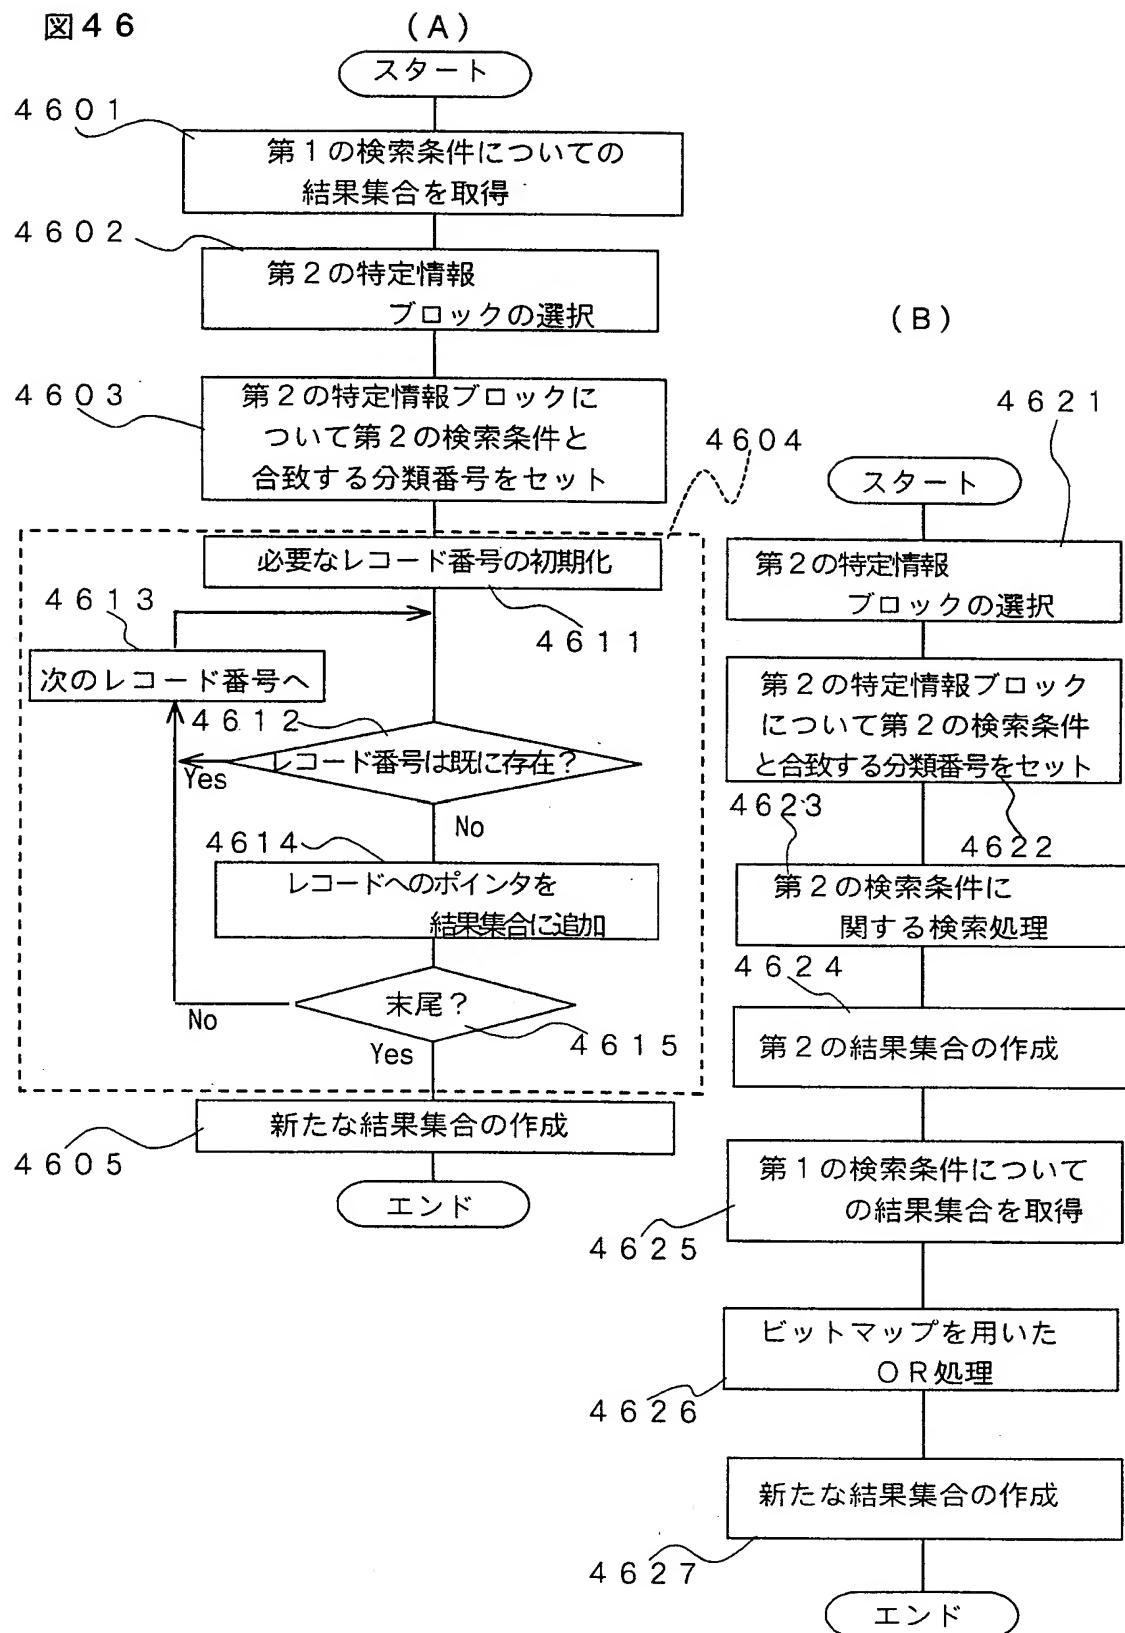 図４６
（Ａ）
スタート
４６０１
第１の検索条件についての
結果集合を取得
４６０２
第２の特定情報
ブロックの選択
４６０３
第２の特定情報ブロックに
ついて第２の検索条件と
合致する分類番号をセット
４６０４
必要なレコード番号の初期化
４６１１
４６１３
次のレコード番号へ
４６１２
レコード番号は既に存在？
Yes
No
４６１４
レコードへのポインタを
結果集合に追加
末尾？
No
４６１５
Yes
新たな結果集合の作成
４６０５
エンド
（Ｂ）
４６２１
スタート
第２の特定情報
ブロックの選択
第２の特定情報ブロック
について第２の検索条件
と合致する分類番号をセット
４６２３
４６２２
第２の検索条件に
関する検索処理
４６２４
第２の結果集合の作成
第１の検索条件について
の結果集合を取得
４６２５
ビットマップを用いた
ＯＲ処理
４６２６
新たな結果集合の作成
４６２７
エンド